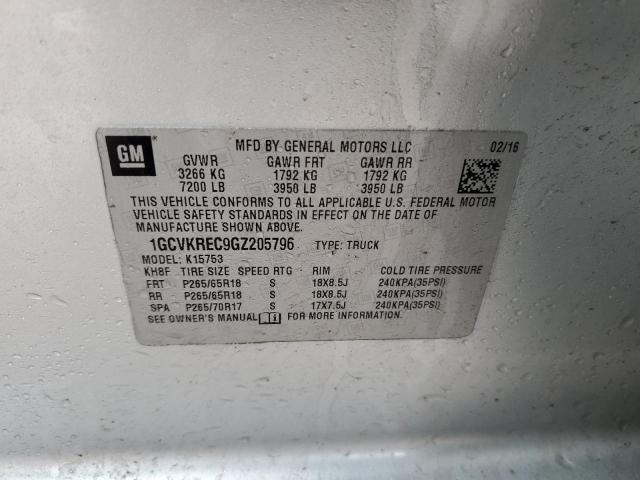 GM
MFD BY GENERAL MOTORS LLC 02/16
GVWR GAWR FRT GAWR RR
3266 KG 1792 KG 1792 KG
7200 LB 3950 LB 3950 LB
THIS VEHICLE CONFORMS TO ALL APPLICABLE U.S. FEDERAL MOTOR
VEHICLE SAFETY STANDARDS IN EFFECT ON THE DATE OF
MANUFACTURE SHOWN ABOVE.
1GCVKREC9GZ205796 TYPE: TRUCK
MODEL: K15753
KH8F TIRE SIZE SPEED RTG RIM COLD TIRE PRESSURE
FRT P265/65R18 S 18X8.5J 240KPA(35PSI)
RR P265/65R18 S 18X8.5J 240KPA(35PSI)
SPA P265/70R17 S 17X7.5J 240KPA(35PSI)
SEE OWNER'S MANUAL FOR MORE INFORMATION.